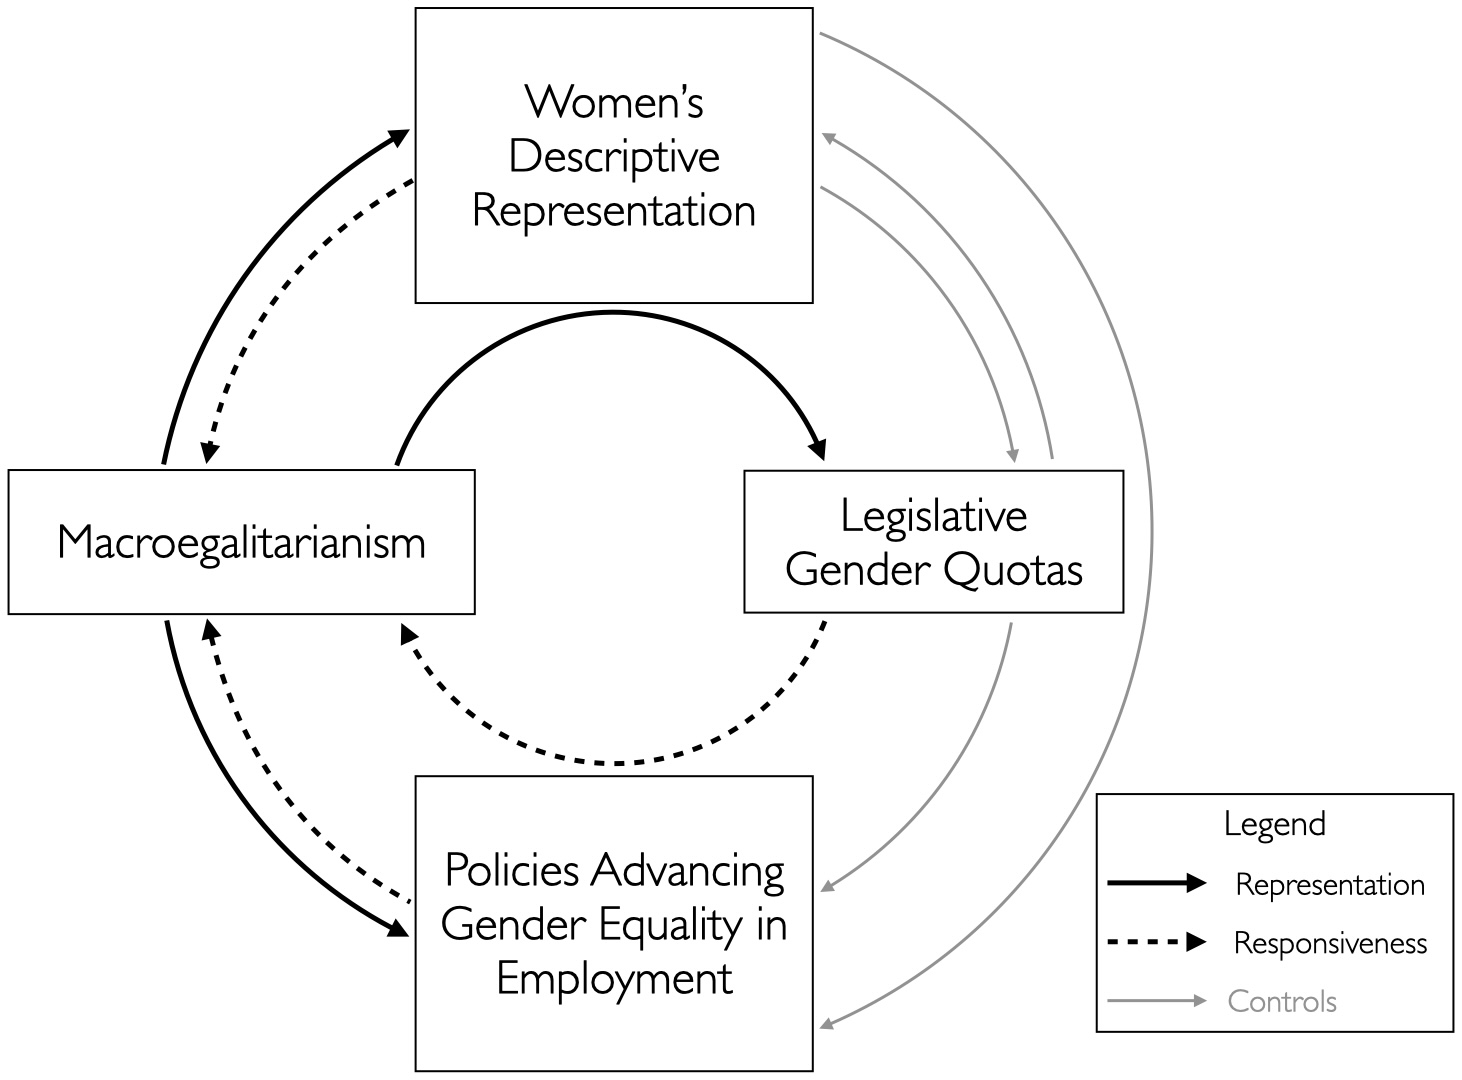 Women’s
Descriptive
Representation
Macroegalitarianism
Legislative
Gender Quotas
Policies Advancing
Gender Equality in
Employment
Legend
Representation
Responsiveness
Controls